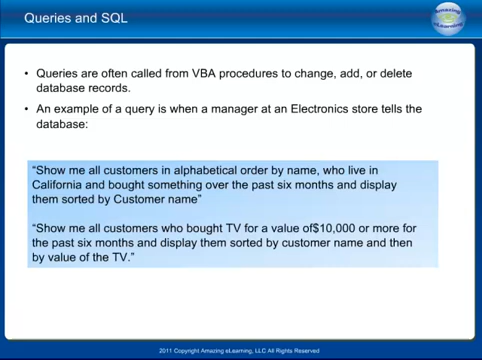 Queries and SQL
Amazing
eLearning
• Queries are often called from VBA procedures to change, add, or delete
database records.
• An example of a query is when a manager at an Electronics store tells the
database:
“Show me all customers in alphabetical order by name, who live in
California and bought something over the past six months and display
them sorted by Customer name”
“Show me all customers who bought TV for a value of$10,000 or more for
the past six months and display them sorted by customer name and then
by value of the TV.”
2011 Copyright Amazing eLearning, LLC All Rights Reserved